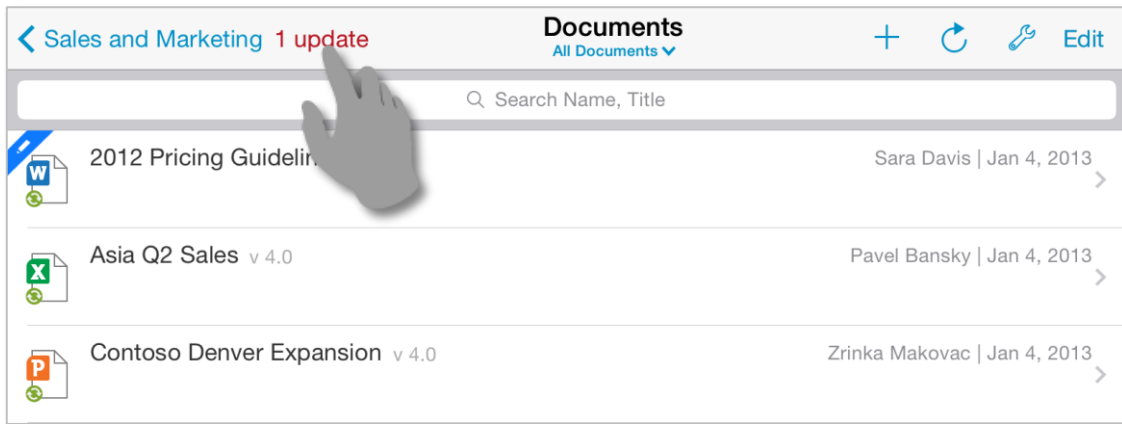 Sales and Marketing 1 update
Documents
All Documents
Edit
Search Name, Title
2012 Pricing
Sara Davis | Jan 4, 2013
W
Asia Q2 Sales v 4.0
Pavel Bansky | Jan 4, 2013
X
Contoso Denver Expansion v 4.0
Zrinka Makovac | Jan 4, 2013
P